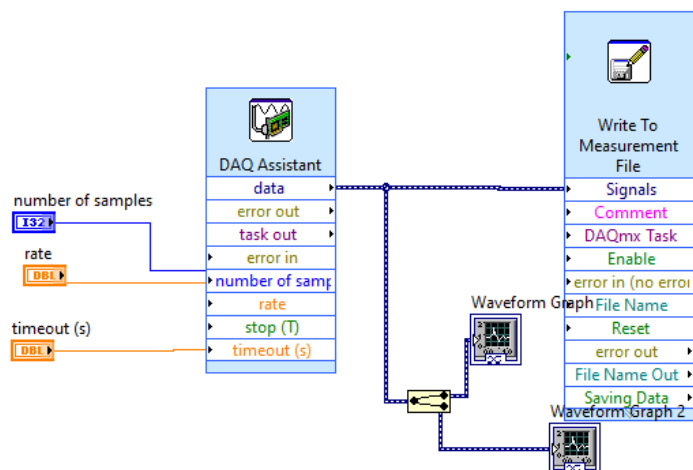 Write To
Measurement
File
DAQ Assistant
data
error out
task out
error in
number of samp
rate
stop (T)
timeout (s)
number of samples
I32
rate
DBL
timeout (s)
DBL
Signals
Comment
DAQmx Task
Enable
error in (no error
File Name
Reset
error out
File Name Out
Saving Data
Waveform Graph
Waveform Graph 2